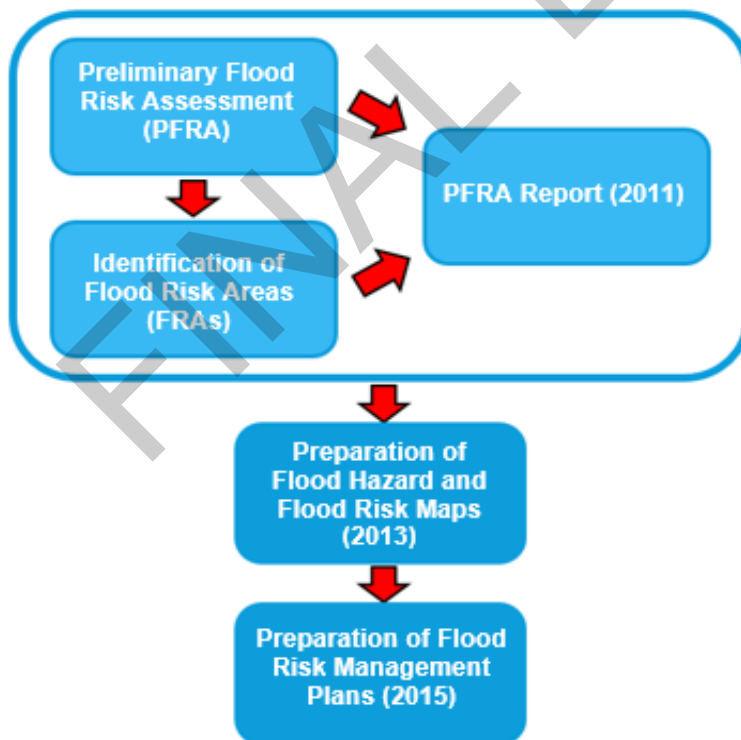 Preliminary Flood
Risk Assessment
(PFRA)
PFRA Report (2011)
Identification of
Flood Risk Areas
(FRAs)
Preparation of
Flood Hazard and
Flood Risk Maps
(2013)
Preparation of Flood
Risk Management
Plans (2015)
FINAL